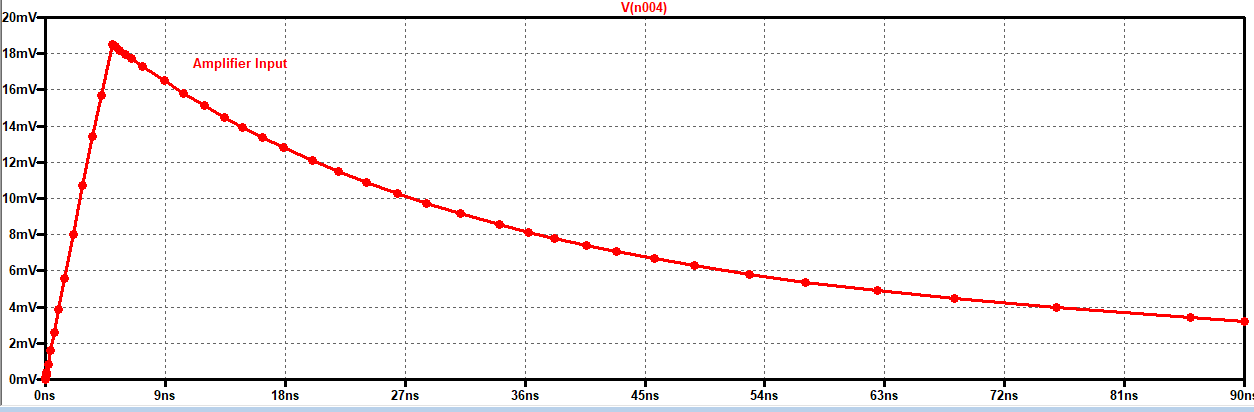 V(n004)
20mV
18mV
Amplifier Input
16mV
14mV
12mV
10mV
8mV
6mV
4mV
2mV
0mV
0ns 9ns 18ns 27ns 36ns 45ns 54ns 63ns 72ns 81ns 90ns